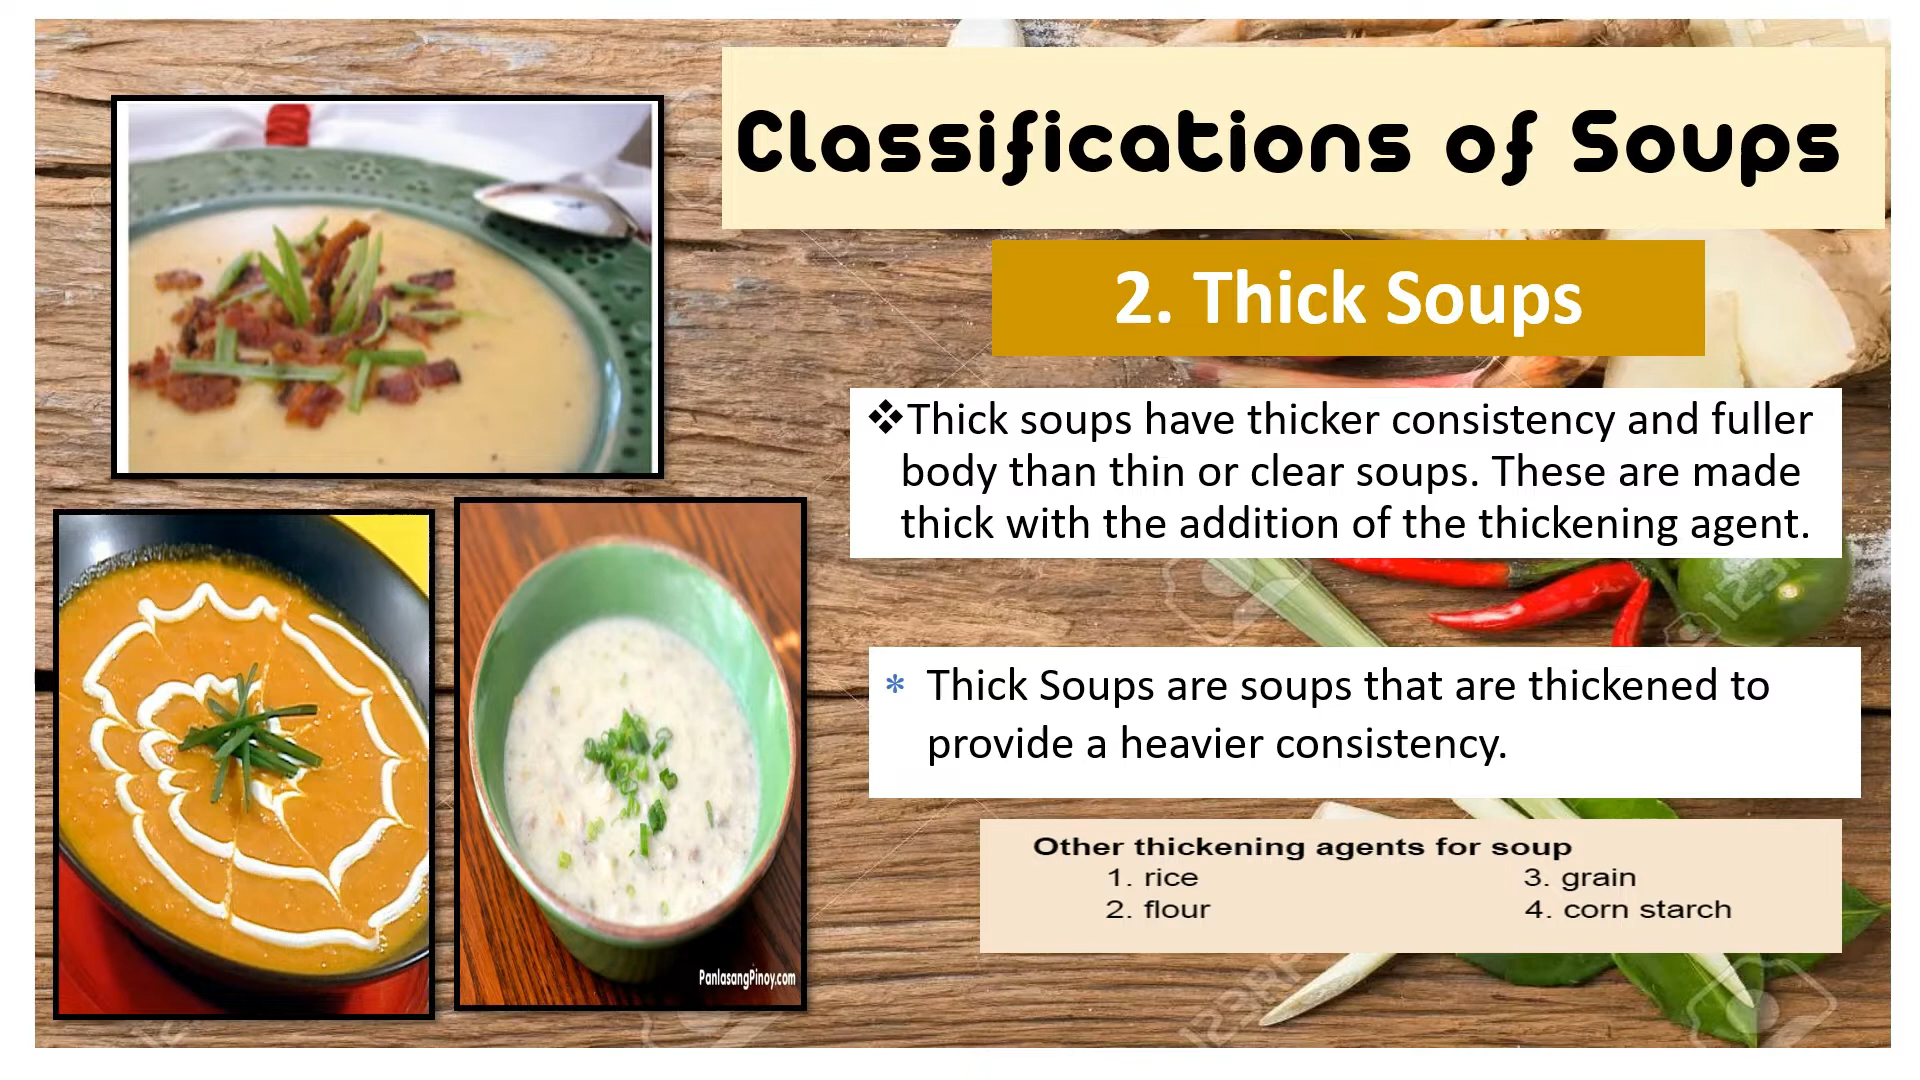 Classifications of Soups
2. Thick Soups
❖Thick soups have thicker consistency and fuller
body than thin or clear soups. These are made
thick with the addition of the thickening agent.
* Thick Soups are soups that are thickened to
provide a heavier consistency.
Other thickening agents for soup
1. rice 3. grain
2. flour 4. corn starch
PanlasangPinoy.com